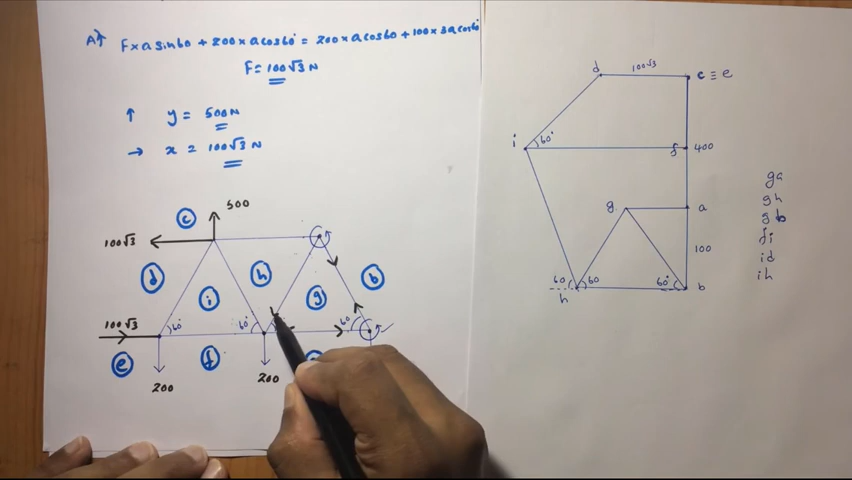 A↑ F × a sin60 + 200 × a cos60° = 200 × a cos60 + 100 × 3a cos60°
F = 100√3 N
↑ y = 500N
→ x = 100√3 N
c
500
100√3
d
h
b
i
g
100√3
60°
60°
60
e
f
200
200
d
100√3
c ≡ e
i
60°
f
400
g
a
100
60
60
60°
b
h
ga
gh
gb
fi
id
ih